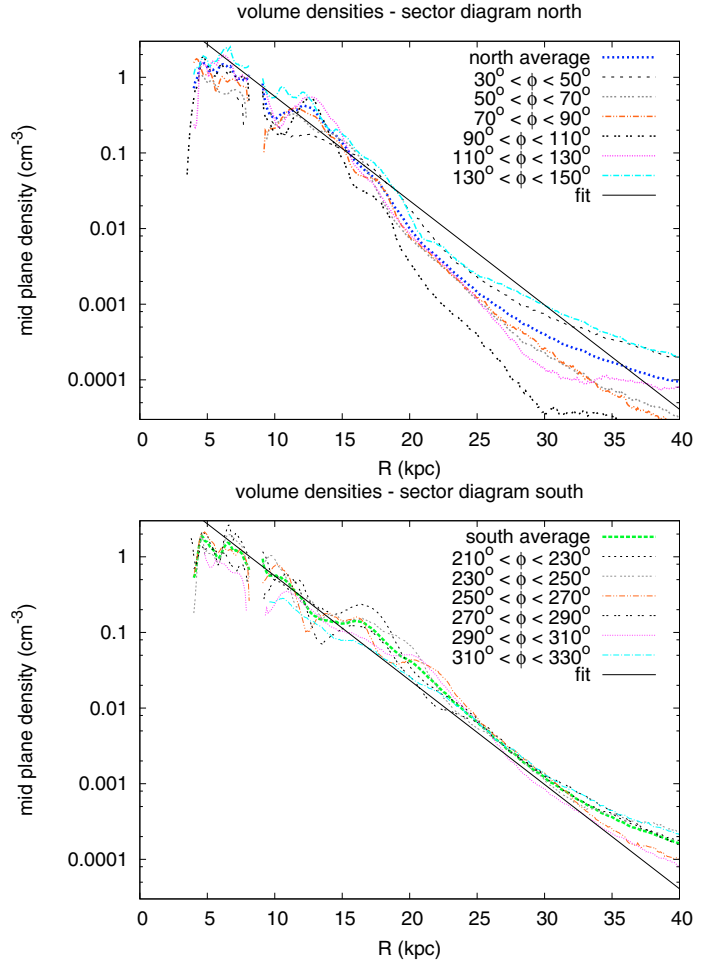 volume densities - sector diagram north
mid plane density (cm⁻³)
1
0.1
0.01
0.001
0.0001
north average
30° < ϕ < 50°
50° < ϕ < 70°
70° < ϕ < 90°
90° < ϕ < 110°
110° < ϕ < 130°
130° < ϕ < 150°
fit
0 5 10 15 20 25 30 35 40
R (kpc)
volume densities - sector diagram south
mid plane density (cm⁻³)
1
0.1
0.01
0.001
0.0001
south average
210° < ϕ < 230°
230° < ϕ < 250°
250° < ϕ < 270°
270° < ϕ < 290°
290° < ϕ < 310°
310° < ϕ < 330°
fit
0 5 10 15 20 25 30 35 40
R (kpc)